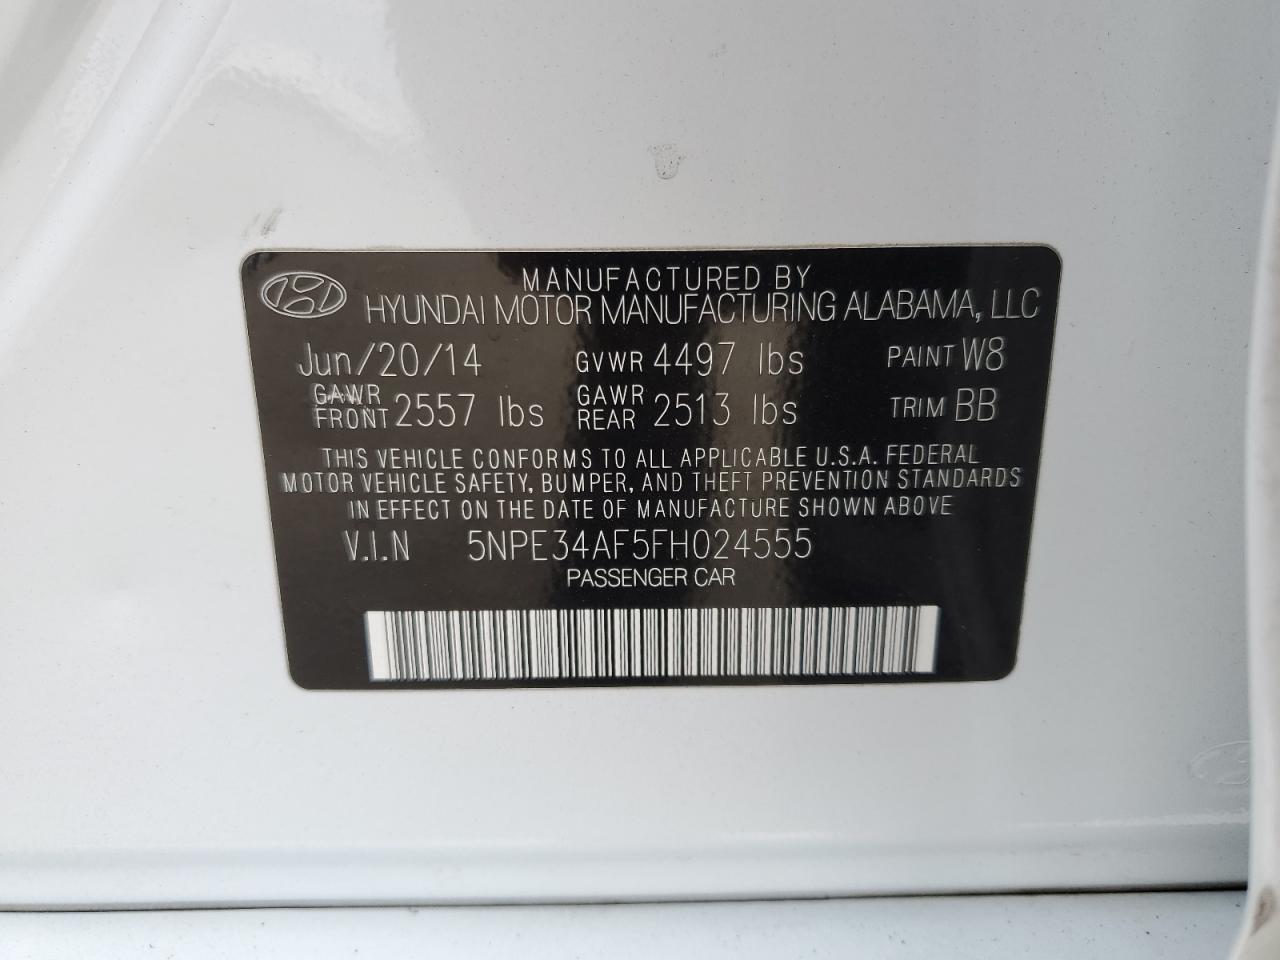 MANUFACTURED BY
HYUNDAI MOTOR MANUFACTURING ALABAMA, LLC
Jun/20/14 GVWR 4497 lbs PAINT W8
GAWR FRONT 2557 lbs GAWR REAR 2513 lbs TRIM BB
THIS VEHICLE CONFORMS TO ALL APPLICABLE U.S.A. FEDERAL
MOTOR VEHICLE SAFETY, BUMPER, AND THEFT PREVENTION STANDARDS
IN EFFECT ON THE DATE OF MANUFACTURE SHOWN ABOVE
V.I.N 5NPE34AF5FH024555
PASSENGER CAR